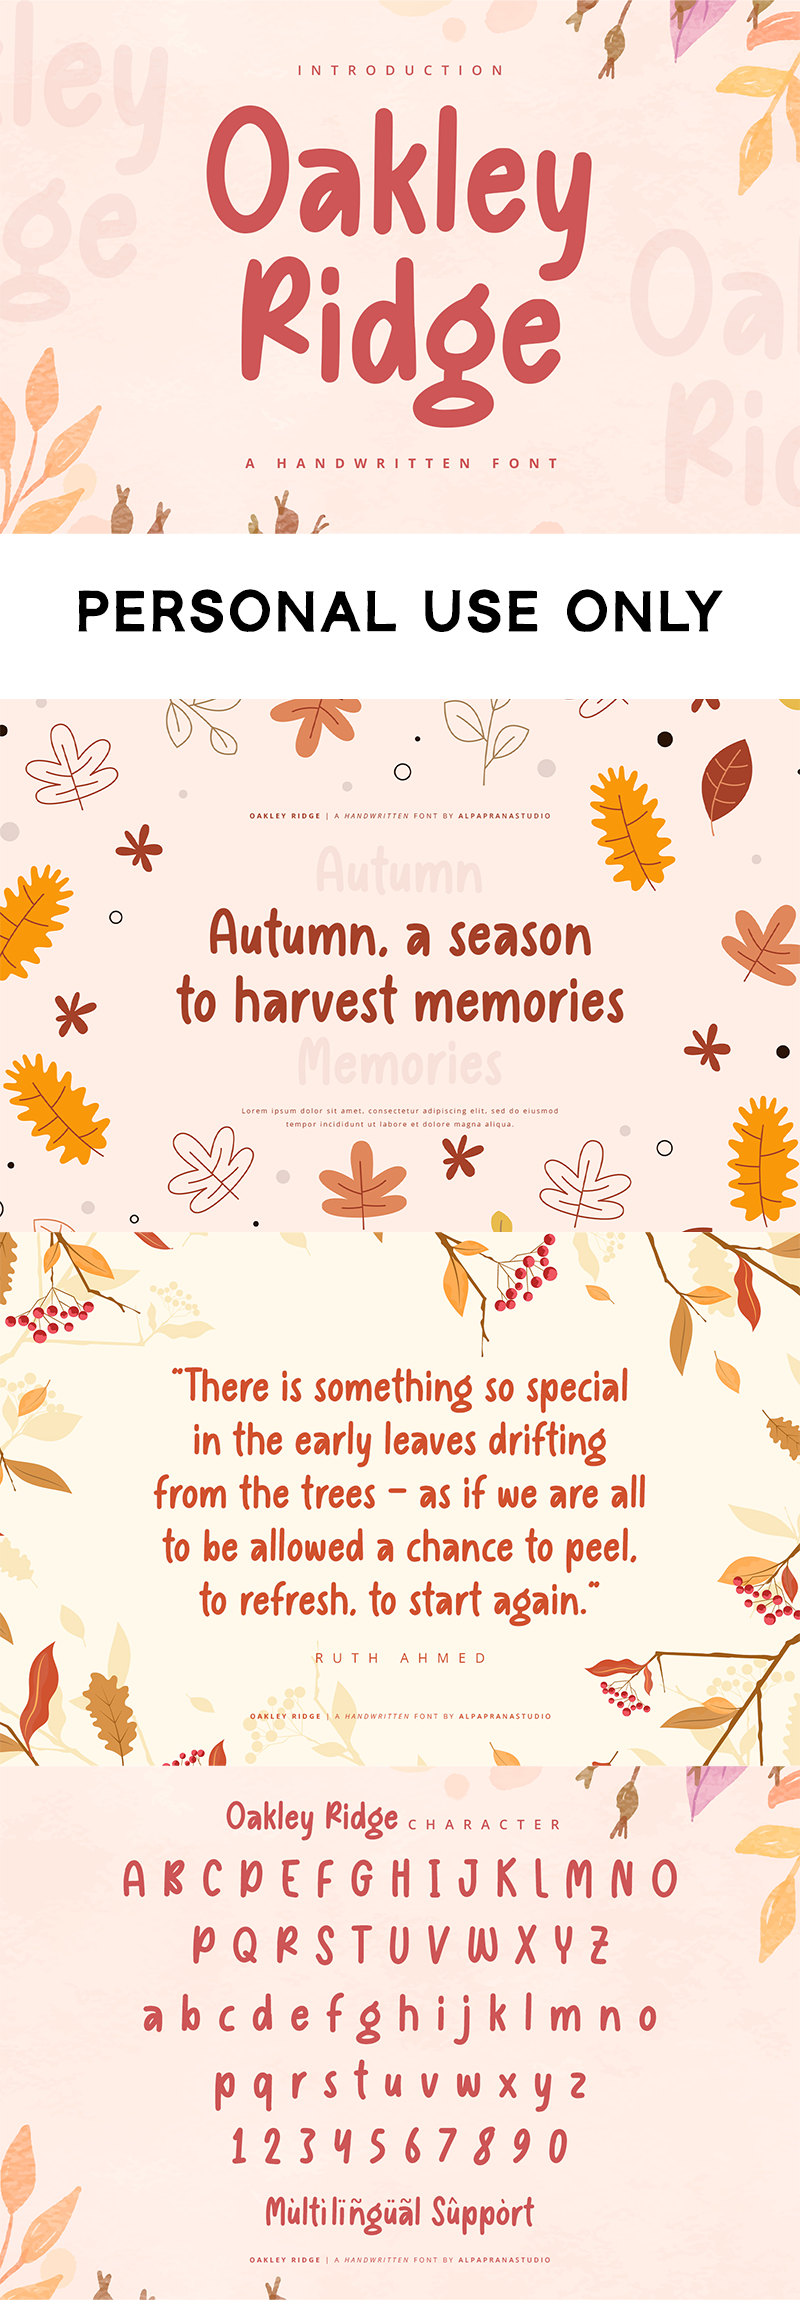 INTRODUCTION
Oakley
Ridge
A HANDWRITTEN FONT
ley
Ridge
Oa
Rid
PERSONAL USE ONLY
OAKLEY RIDGE | A HANDWRITTEN FONT BY ALPAPRANASTUDIO
Autumn
Autumn, a season
to harvest memories
Memories
Lorem ipsum dolor sit amet, consectetur adipiscing elit, sed do eiusmod
tempor incididunt ut labore et dolore magna aliqua.
"There is something so special
in the early leaves drifting
from the trees – as if we are all
to be allowed a chance to peel,
to refresh, to start again."
RUTH AHMED
OAKLEY RIDGE | A HANDWRITTEN FONT BY ALPAPRANASTUDIO
Oakley Ridge CHARACTER
A B C D E F G H I J K L M N O
P Q R S T U V W X Y Z
a b c d e f g h i j k l m n o
p q r s t u v w x y z
1 2 3 4 5 6 7 8 9 0
Mùltilïñgüãl Sûppòrt
OAKLEY RIDGE | A HANDWRITTEN FONT BY ALPAPRANASTUDIO